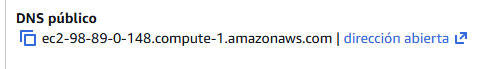 DNS público
ec2-98-89-0-148.compute-1.amazonaws.com | dirección abierta